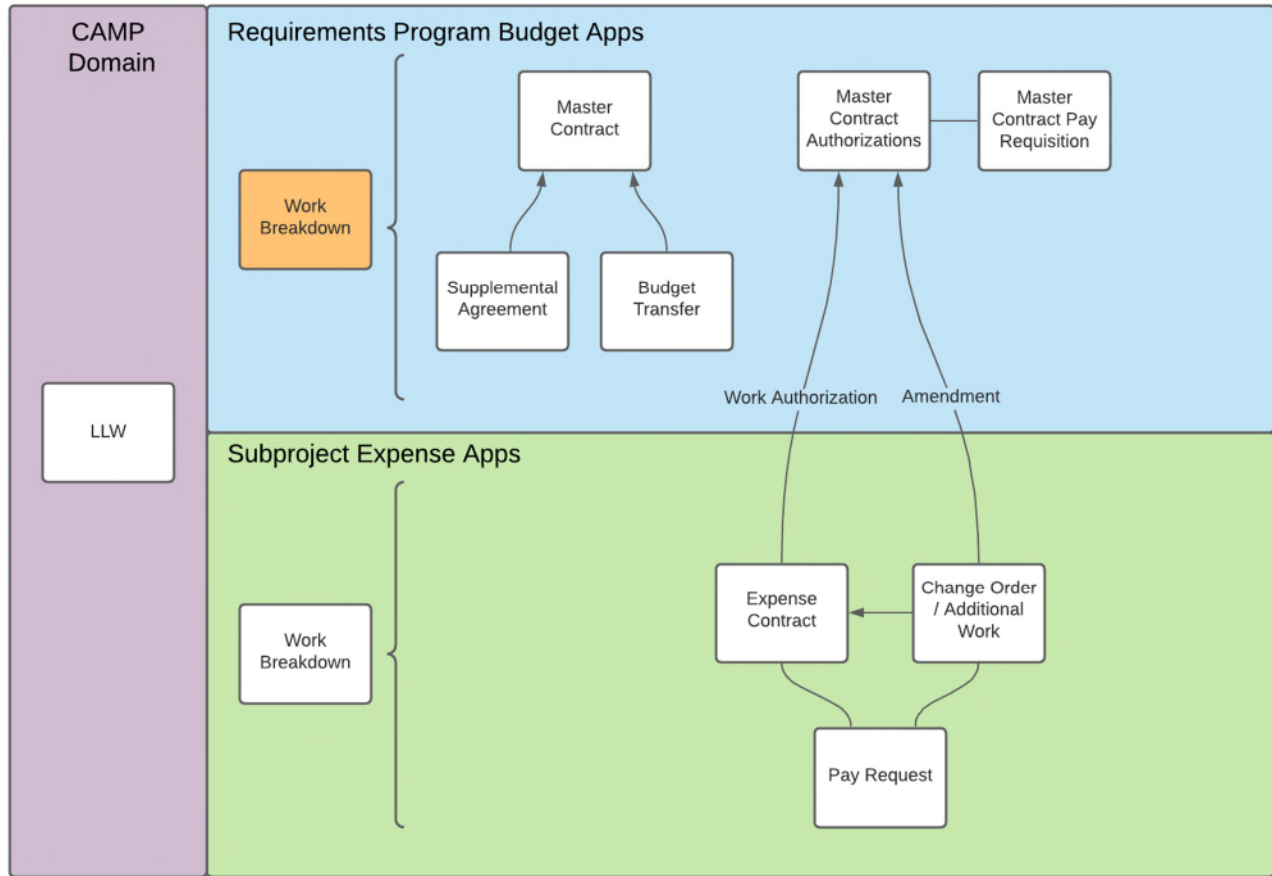 CAMP
Domain
LLW
Requirements Program Budget Apps
Work
Breakdown
Master
Contract
Supplemental
Agreement
Budget
Transfer
Master
Contract
Authorizations
Master
Contract Pay
Requisition
Work Authorization
Amendment
Subproject Expense Apps
Work
Breakdown
Expense
Contract
Change Order
/ Additional
Work
Pay Request